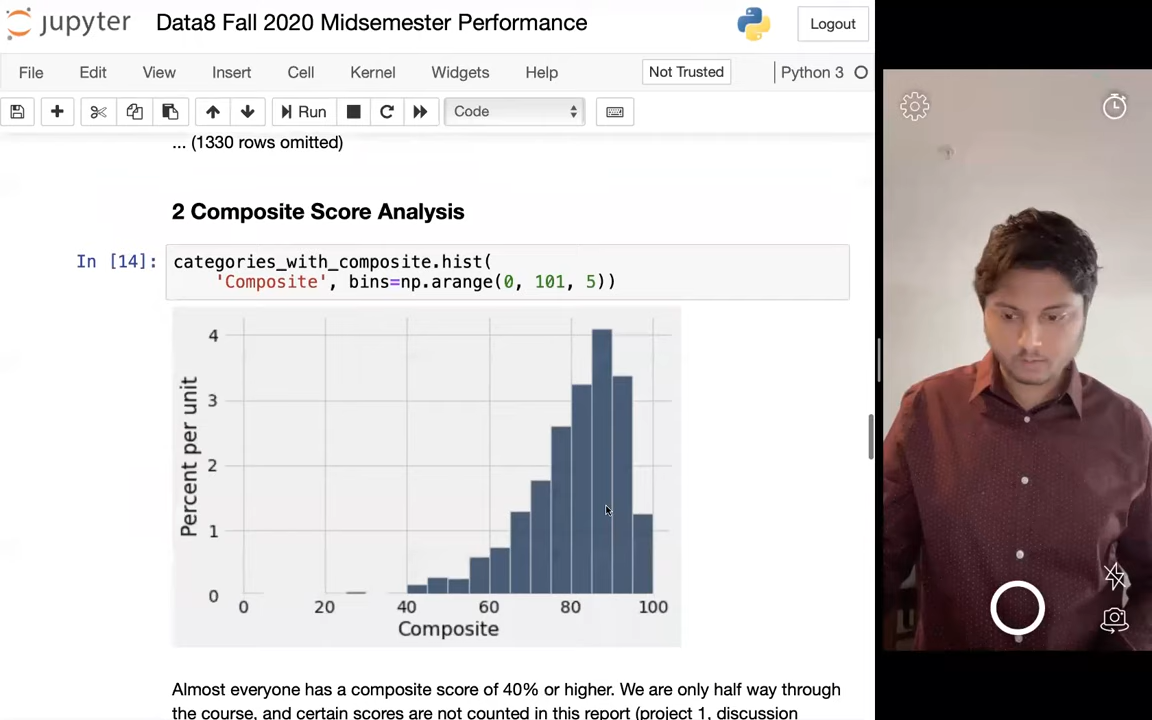 jupyter Data8 Fall 2020 Midsemester Performance Logout
File Edit View Insert Cell Kernel Widgets Help Not Trusted Python 3
Run Code
... (1330 rows omitted)
2 Composite Score Analysis
In [14]: categories_with_composite.hist(
'Composite', bins=np.arange(0, 101, 5))
4
3
2
1
0
Percent per unit
0 20 40 60 80 100
Composite
Almost everyone has a composite score of 40% or higher. We are only half way through
the course, and certain scores are not counted in this report (project 1, discussion